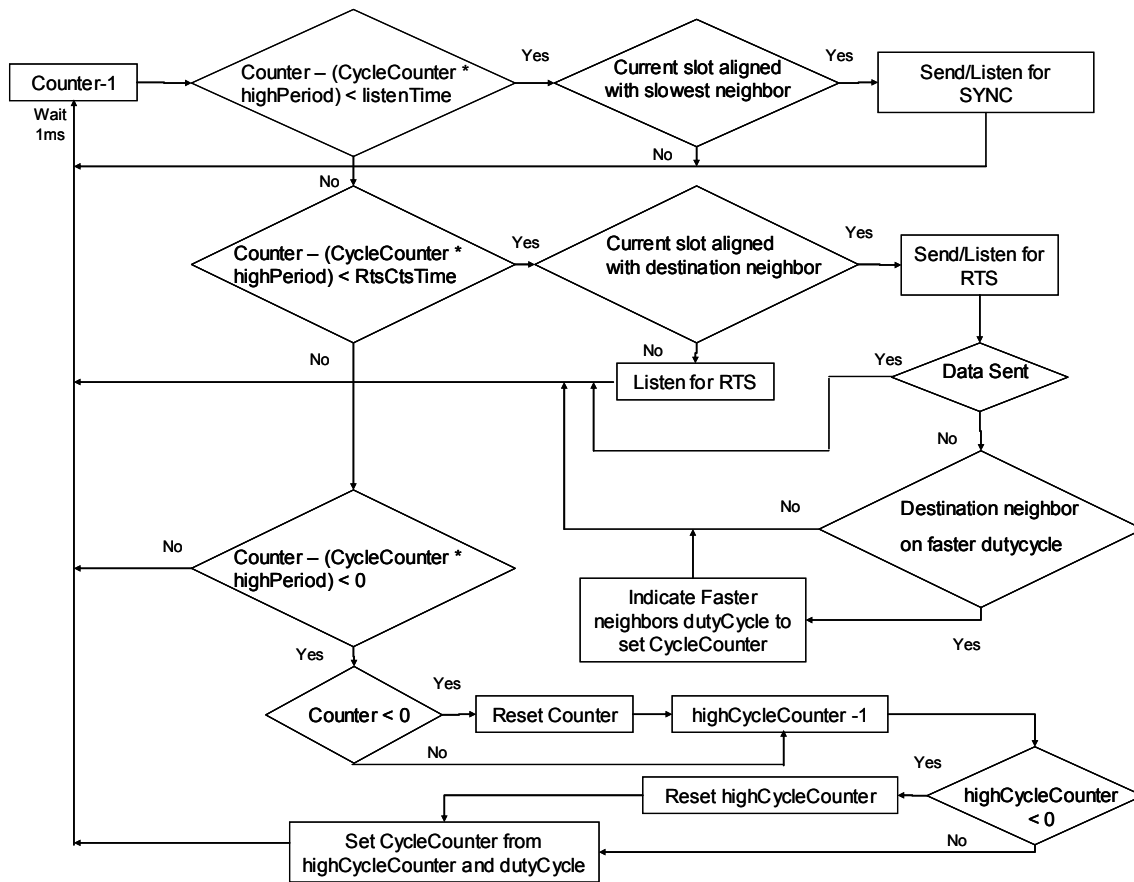 Counter-1
Wait
1ms
Counter – (CycleCounter *
highPeriod) < listenTime
Yes
Current slot aligned
with slowest neighbor
Yes
Send/Listen for
SYNC
No
No
Counter – (CycleCounter *
highPeriod) < RtsCtsTime
Yes
Current slot aligned
with destination neighbor
Yes
Send/Listen for
RTS
No
No
Listen for RTS
Yes
Data Sent
No
Destination neighbor
on faster dutycycle
No
Yes
Indicate Faster
neighbors dutyCycle to
set CycleCounter
No
Counter – (CycleCounter *
highPeriod) < 0
Yes
Counter < 0
Yes
Reset Counter
highCycleCounter -1
No
Yes
highCycleCounter
< 0
Reset highCycleCounter
No
Set CycleCounter from
highCycleCounter and dutyCycle